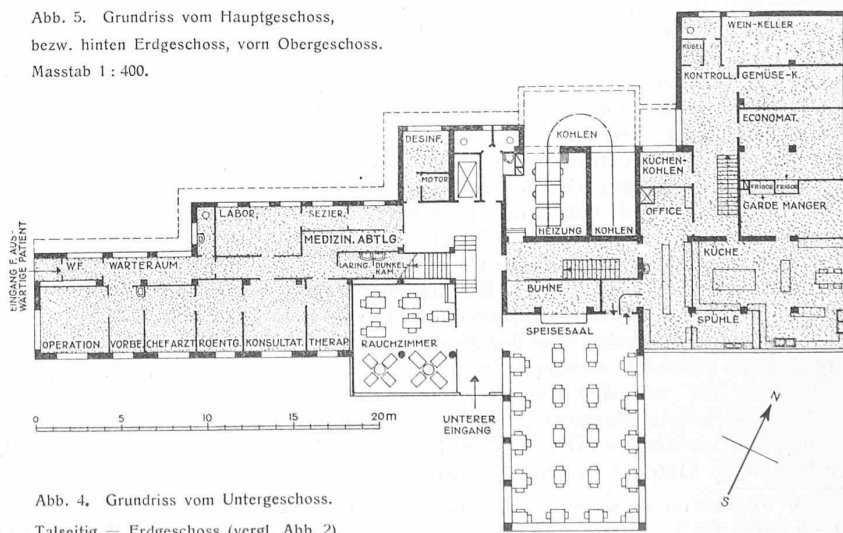 Abb. 5. Grundriss vom Hauptgeschoss,
bezw. hinten Erdgeschoss, vorn Obergeschoss.
Masstab 1 : 400.
WEIN-KELLER
KÜBEL
KONTROLL.
GEMÜSE-K.
ECONOMAT.
DESINF.
MOTOR
KOHLEN
KÜCHEN-
KOHLEN
FRIGOR
FRIGOR
GARDE MANGER
OFFICE
HEIZUNG
KOHLEN
LABOR.
SEZIER.
MEDIZIN. ABTLG.
EINGANG F. AUS-
WÄRTIGE PATIENT
W.F.
WARTERAUM.
LARING.
DUNKEL-
KAM.
KÜCHE
BÜHNE
SPÜHLE
OPERATION.
VORBE.
CHEFARZT.
ROENTG.
KONSULTAT.
THERAP.
RAUCHZIMMER
SPEISESAAL
UNTERER
EINGANG
0 5 10 20 m
N
S
Abb. 4. Grundriss vom Untergeschoss.
Talseitig — Erdgeschoss (vergl. Abb. 2).